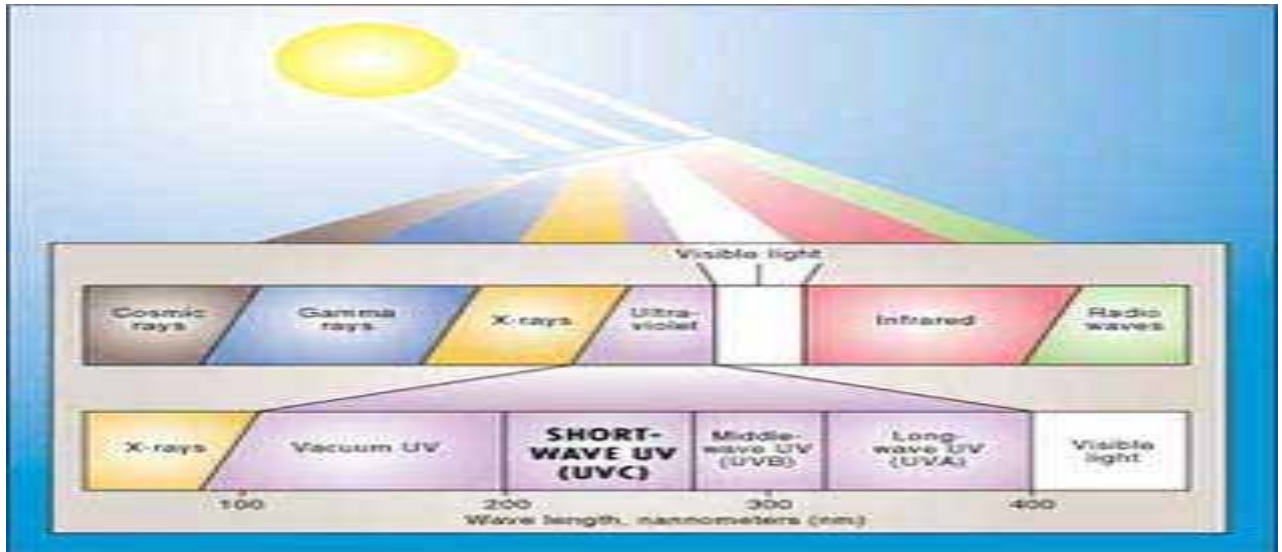 Visible light
Cosmic
rays
Gamma
rays
X-rays
Ultra-
violet
Infrared
Radio
waves
X-rays
Vacuum UV
SHORT-
WAVE UV
(UVC)
Middle-
wave UV
(UVB)
Long-
wave UV
(UVA)
Visible
light
100 200 300 400
Wave length, nannometers (nm)